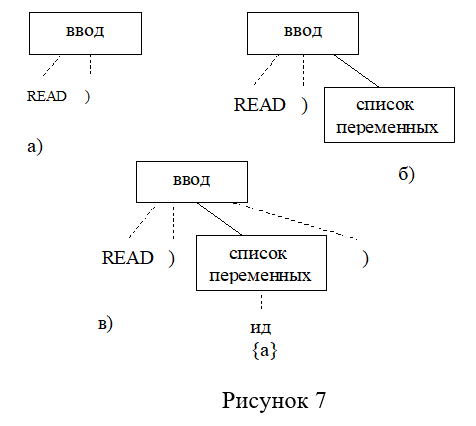 ввод
READ )
а)
ввод
READ )
список
переменных
б)
ввод
READ )
список
переменных
)
в)
ид
{а}
Рисунок 7